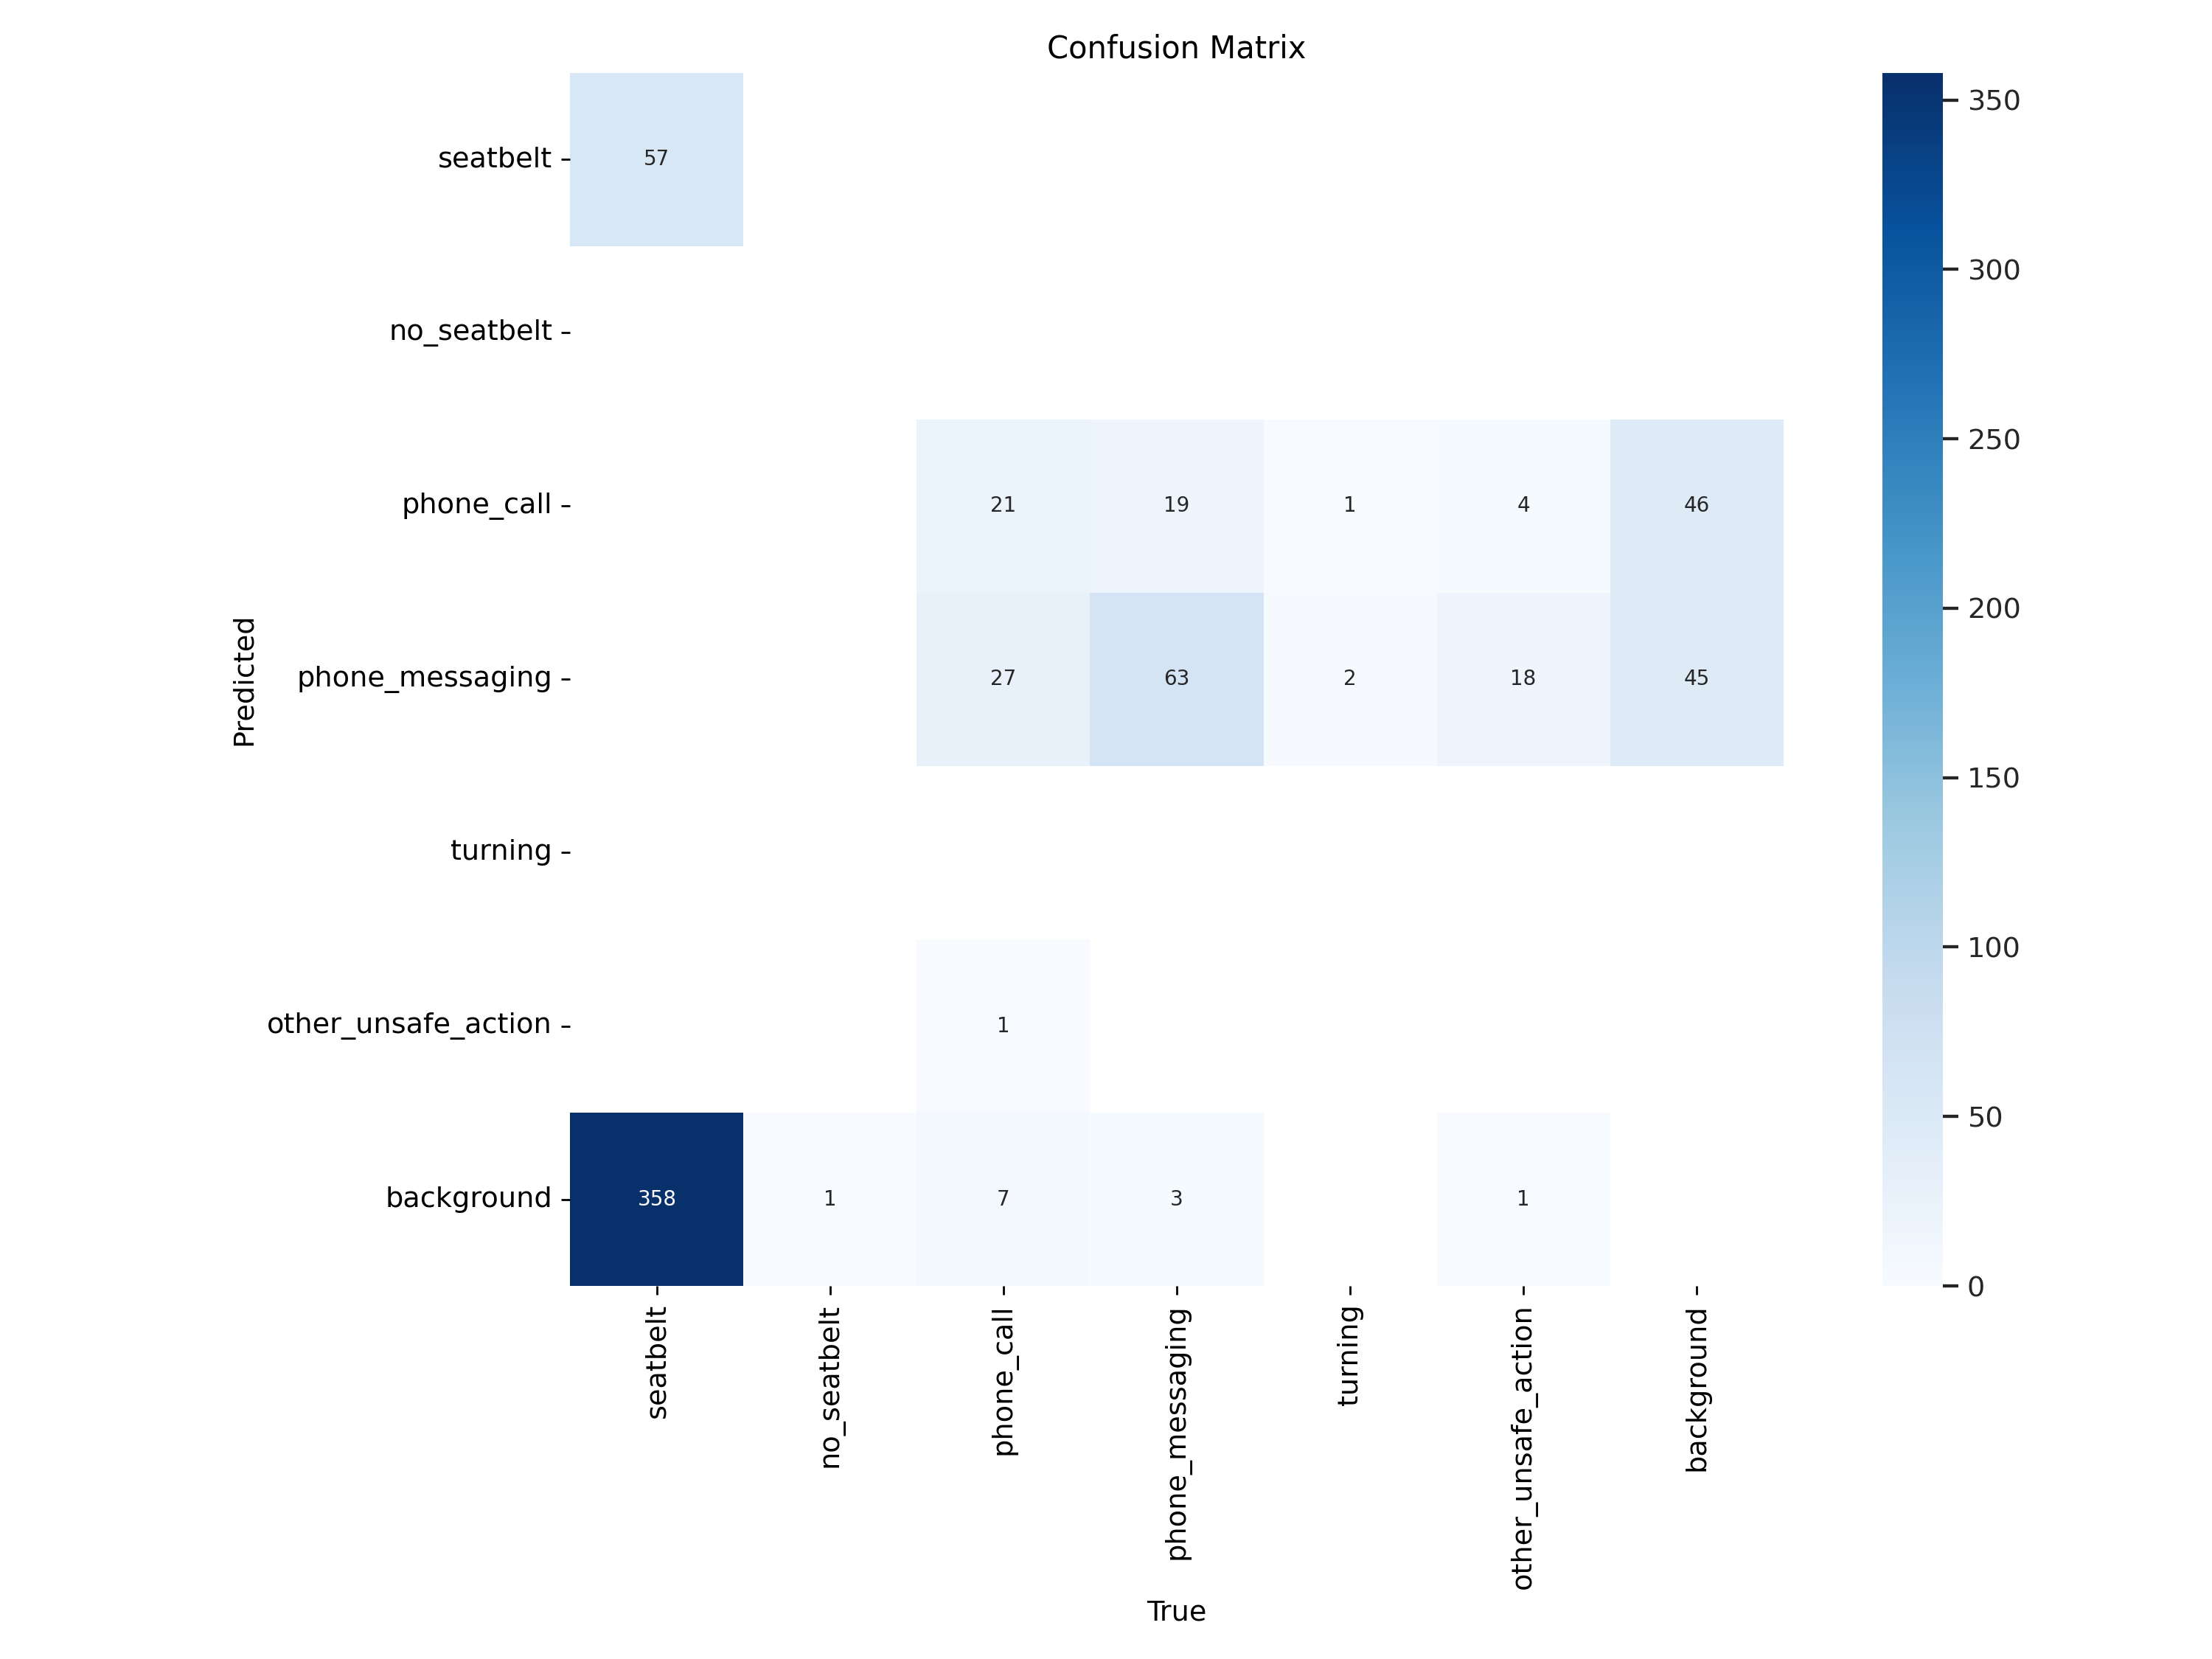 Confusion Matrix
seatbelt
57
no_seatbelt
phone_call
21 19 1 4 46
phone_messaging
27 63 2 18 45
turning
other_unsafe_action
1
background
358 1 7 3 1
Predicted
seatbelt
no_seatbelt
phone_call
phone_messaging
turning
other_unsafe_action
background
True
350
300
250
200
150
100
50
0